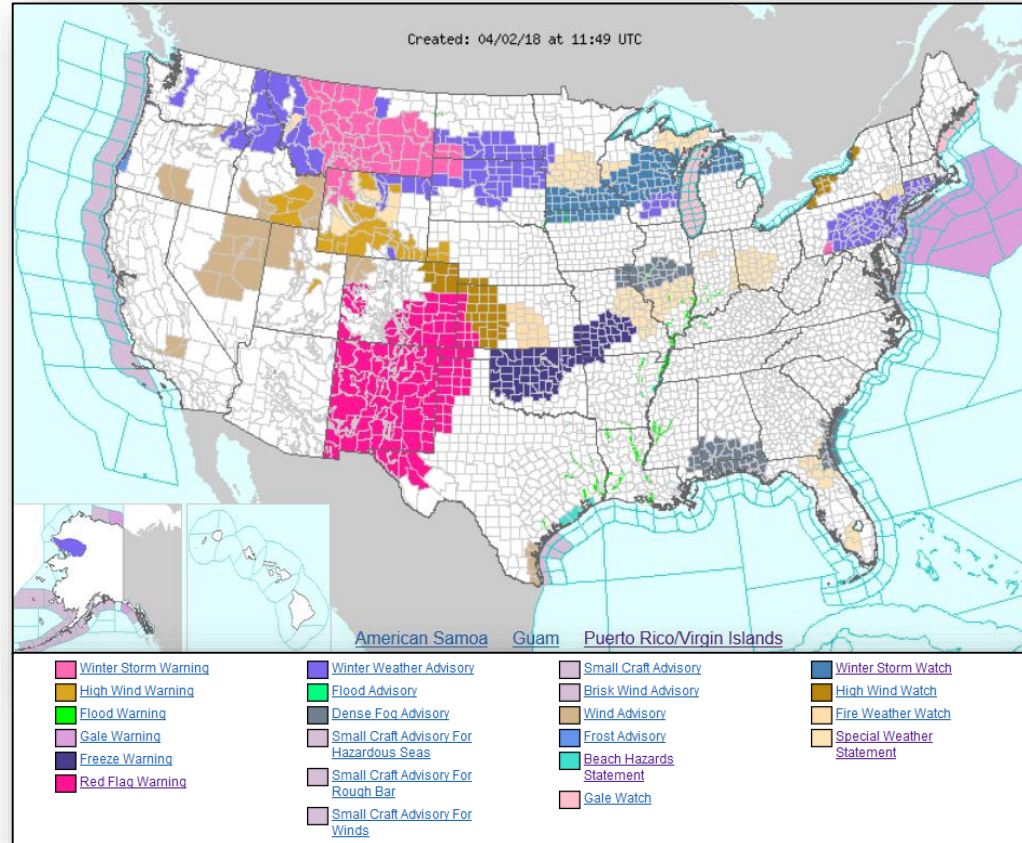 Created: 04/02/18 at 11:49 UTC
American Samoa Guam Puerto Rico/Virgin Islands
Winter Storm Warning
High Wind Warning
Flood Warning
Gale Warning
Freeze Warning
Red Flag Warning
Winter Weather Advisory
Flood Advisory
Dense Fog Advisory
Small Craft Advisory For
Hazardous Seas
Small Craft Advisory For
Rough Bar
Small Craft Advisory For
Winds
Small Craft Advisory
Brisk Wind Advisory
Wind Advisory
Frost Advisory
Beach Hazards
Statement
Gale Watch
Winter Storm Watch
High Wind Watch
Fire Weather Watch
Special Weather
Statement